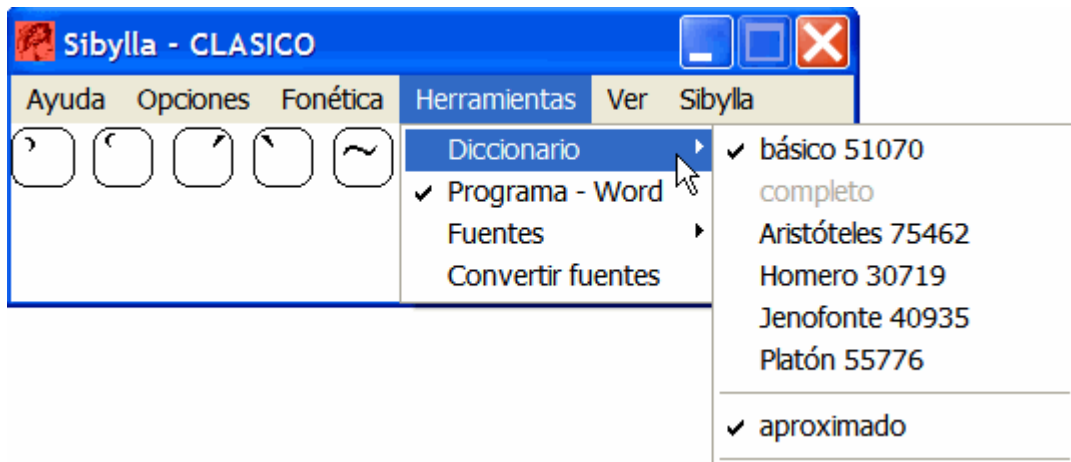 Sibylla - CLASICO
Ayuda Opciones Fonética Herramientas Ver Sibylla
Diccionario
Programa - Word
Fuentes
Convertir fuentes
básico 51070
completo
Aristóteles 75462
Homero 30719
Jenofonte 40935
Platón 55776
aproximado